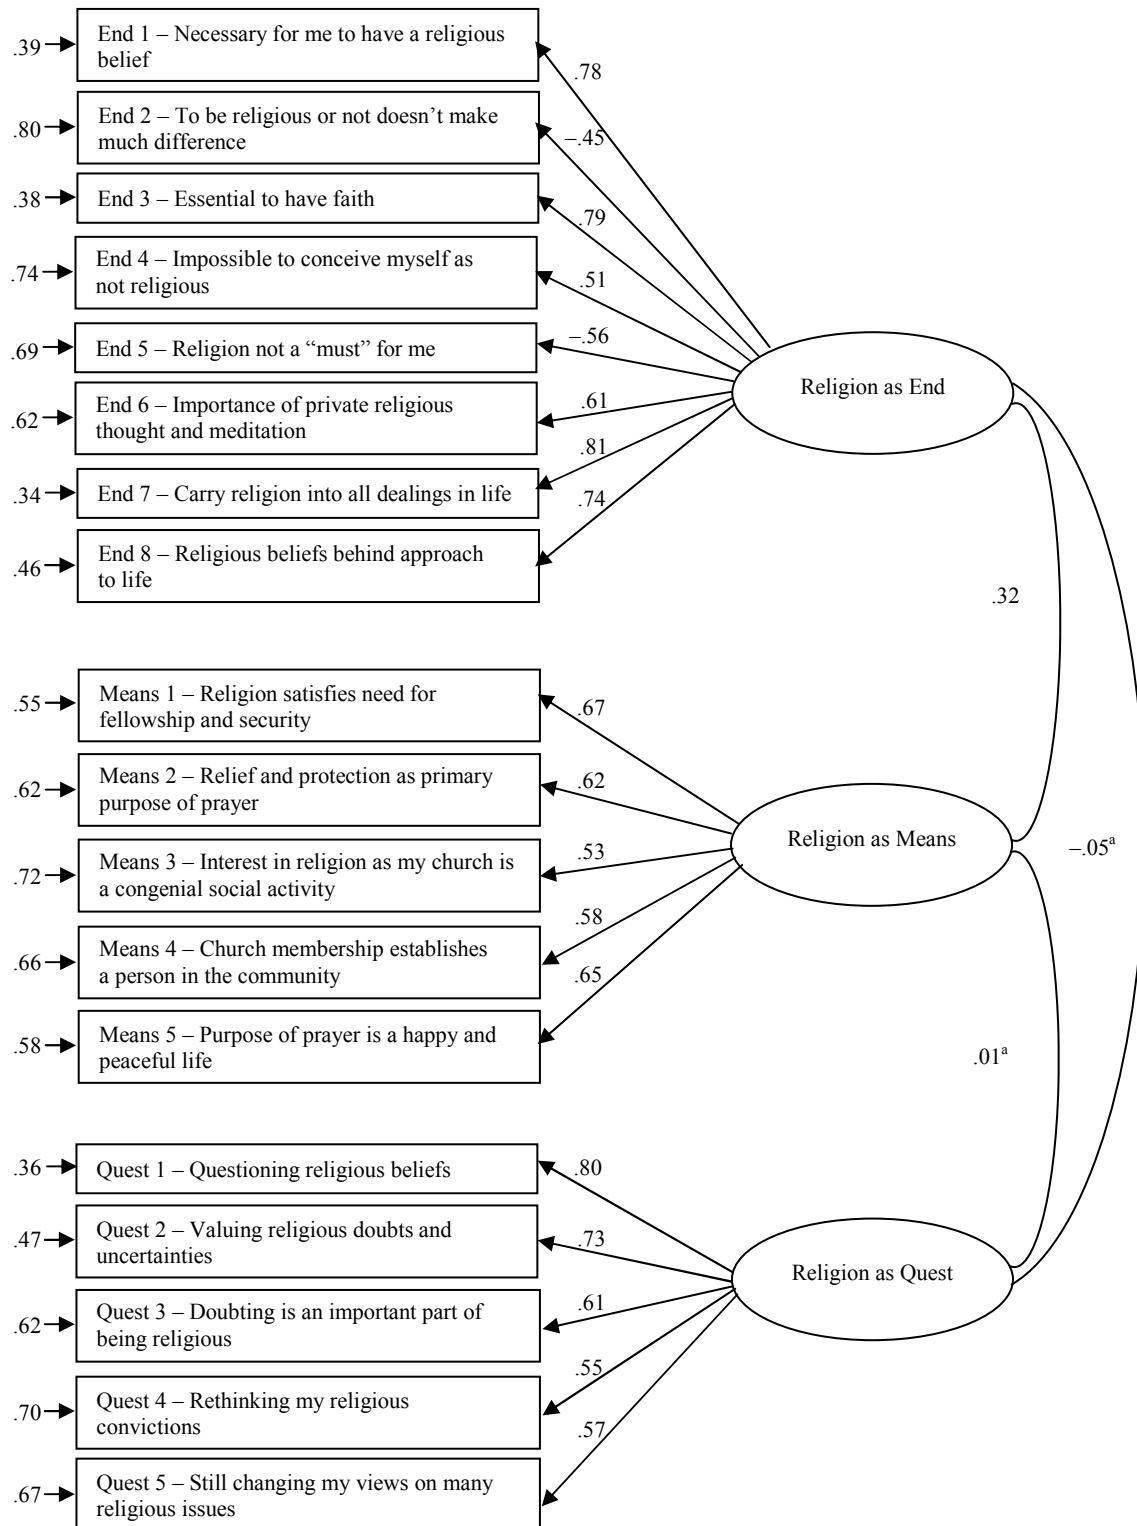 .39
End 1 – Necessary for me to have a religious
belief
.78
.80
End 2 – To be religious or not doesn’t make
much difference
–.45
.38
End 3 – Essential to have faith
.79
.74
End 4 – Impossible to conceive myself as
not religious
.51
.69
End 5 – Religion not a “must” for me
–.56
.62
End 6 – Importance of private religious
thought and meditation
.61
.34
End 7 – Carry religion into all dealings in life
.81
.46
End 8 – Religious beliefs behind approach
to life
.74
Religion as End
.32
.55
Means 1 – Religion satisfies need for
fellowship and security
.67
.62
Means 2 – Relief and protection as primary
purpose of prayer
.62
.72
Means 3 – Interest in religion as my church is
a congenial social activity
.53
.66
Means 4 – Church membership establishes
a person in the community
.58
.58
Means 5 – Purpose of prayer is a happy and
peaceful life
.65
Religion as Means
–.05ᵃ
.01ᵃ
.36
Quest 1 – Questioning religious beliefs
.80
.47
Quest 2 – Valuing religious doubts and
uncertainties
.73
.62
Quest 3 – Doubting is an important part of
being religious
.61
.70
Quest 4 – Rethinking my religious
convictions
.55
.67
Quest 5 – Still changing my views on many
religious issues
.57
Religion as Quest